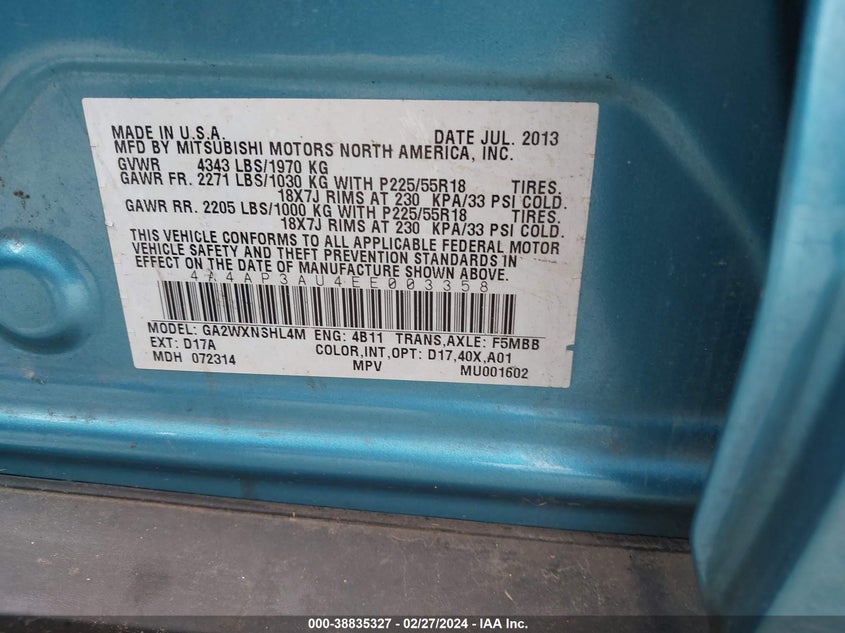 MADE IN U.S.A. DATE JUL. 2013
MFD BY MITSUBISHI MOTORS NORTH AMERICA, INC.
GVWR 4343 LBS/1970 KG
GAWR FR. 2271 LBS/1030 KG WITH P225/55R18 TIRES.
18X7J RIMS AT 230 KPA/33 PSI COLD.
GAWR RR. 2205 LBS/1000 KG WITH P225/55R18 TIRES.
18X7J RIMS AT 230 KPA/33 PSI COLD.
THIS VEHICLE CONFORMS TO ALL APPLICABLE FEDERAL MOTOR
VEHICLE SAFETY AND THEFT PREVENTION STANDARDS IN
EFFECT ON THE DATE OF MANUFACTURE SHOWN ABOVE.
4A4AP3AU4EE003358
MODEL: GA2WXNSHL4M ENG: 4B11 TRANS,AXLE: F5MBB
EXT: D17A COLOR,INT,OPT: D17,40X,A01
MDH 072314 MPV MU001602
000-38835327 - 02/27/2024 - IAA Inc.